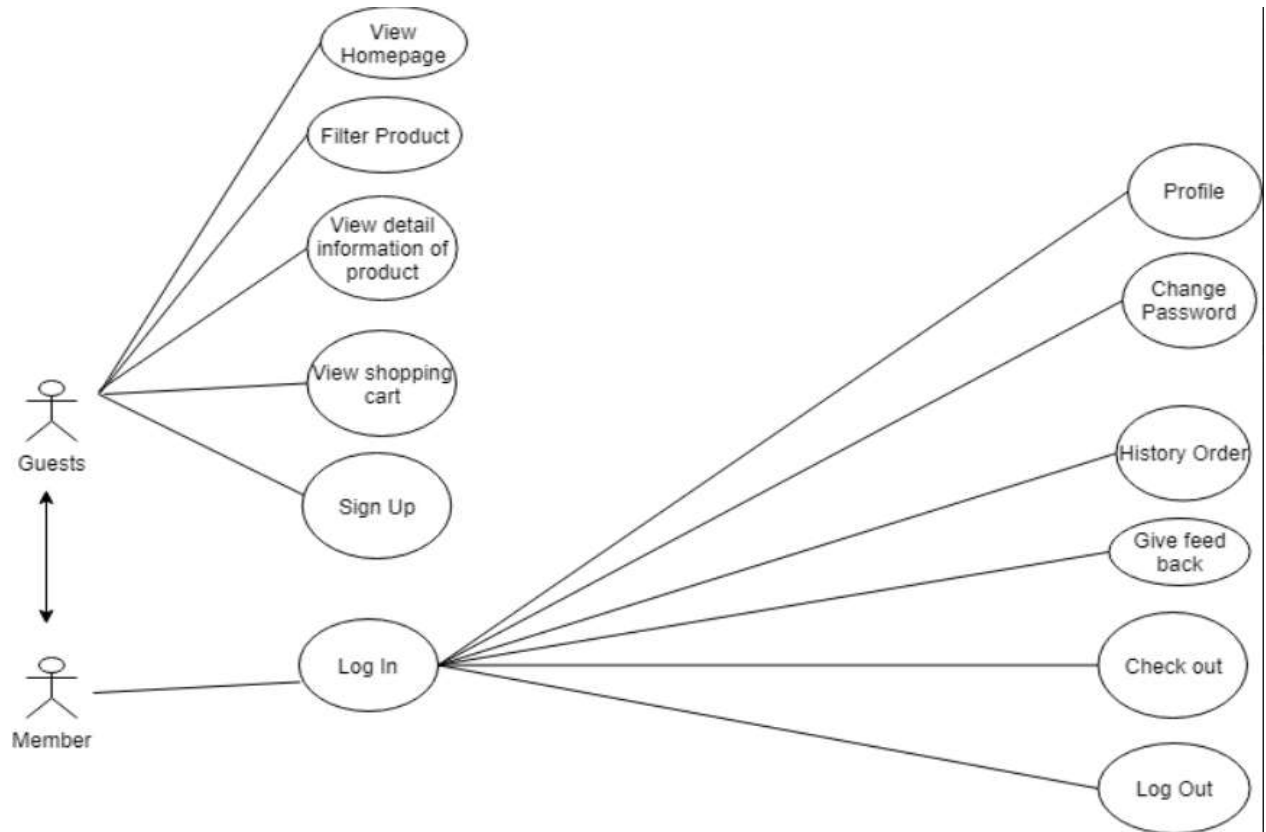 View
Homepage
Filter Product
View detail
information of
product
View shopping
cart
Guests
Sign Up
Log In
Member
Profile
Change
Password
History Order
Give feed
back
Check out
Log Out